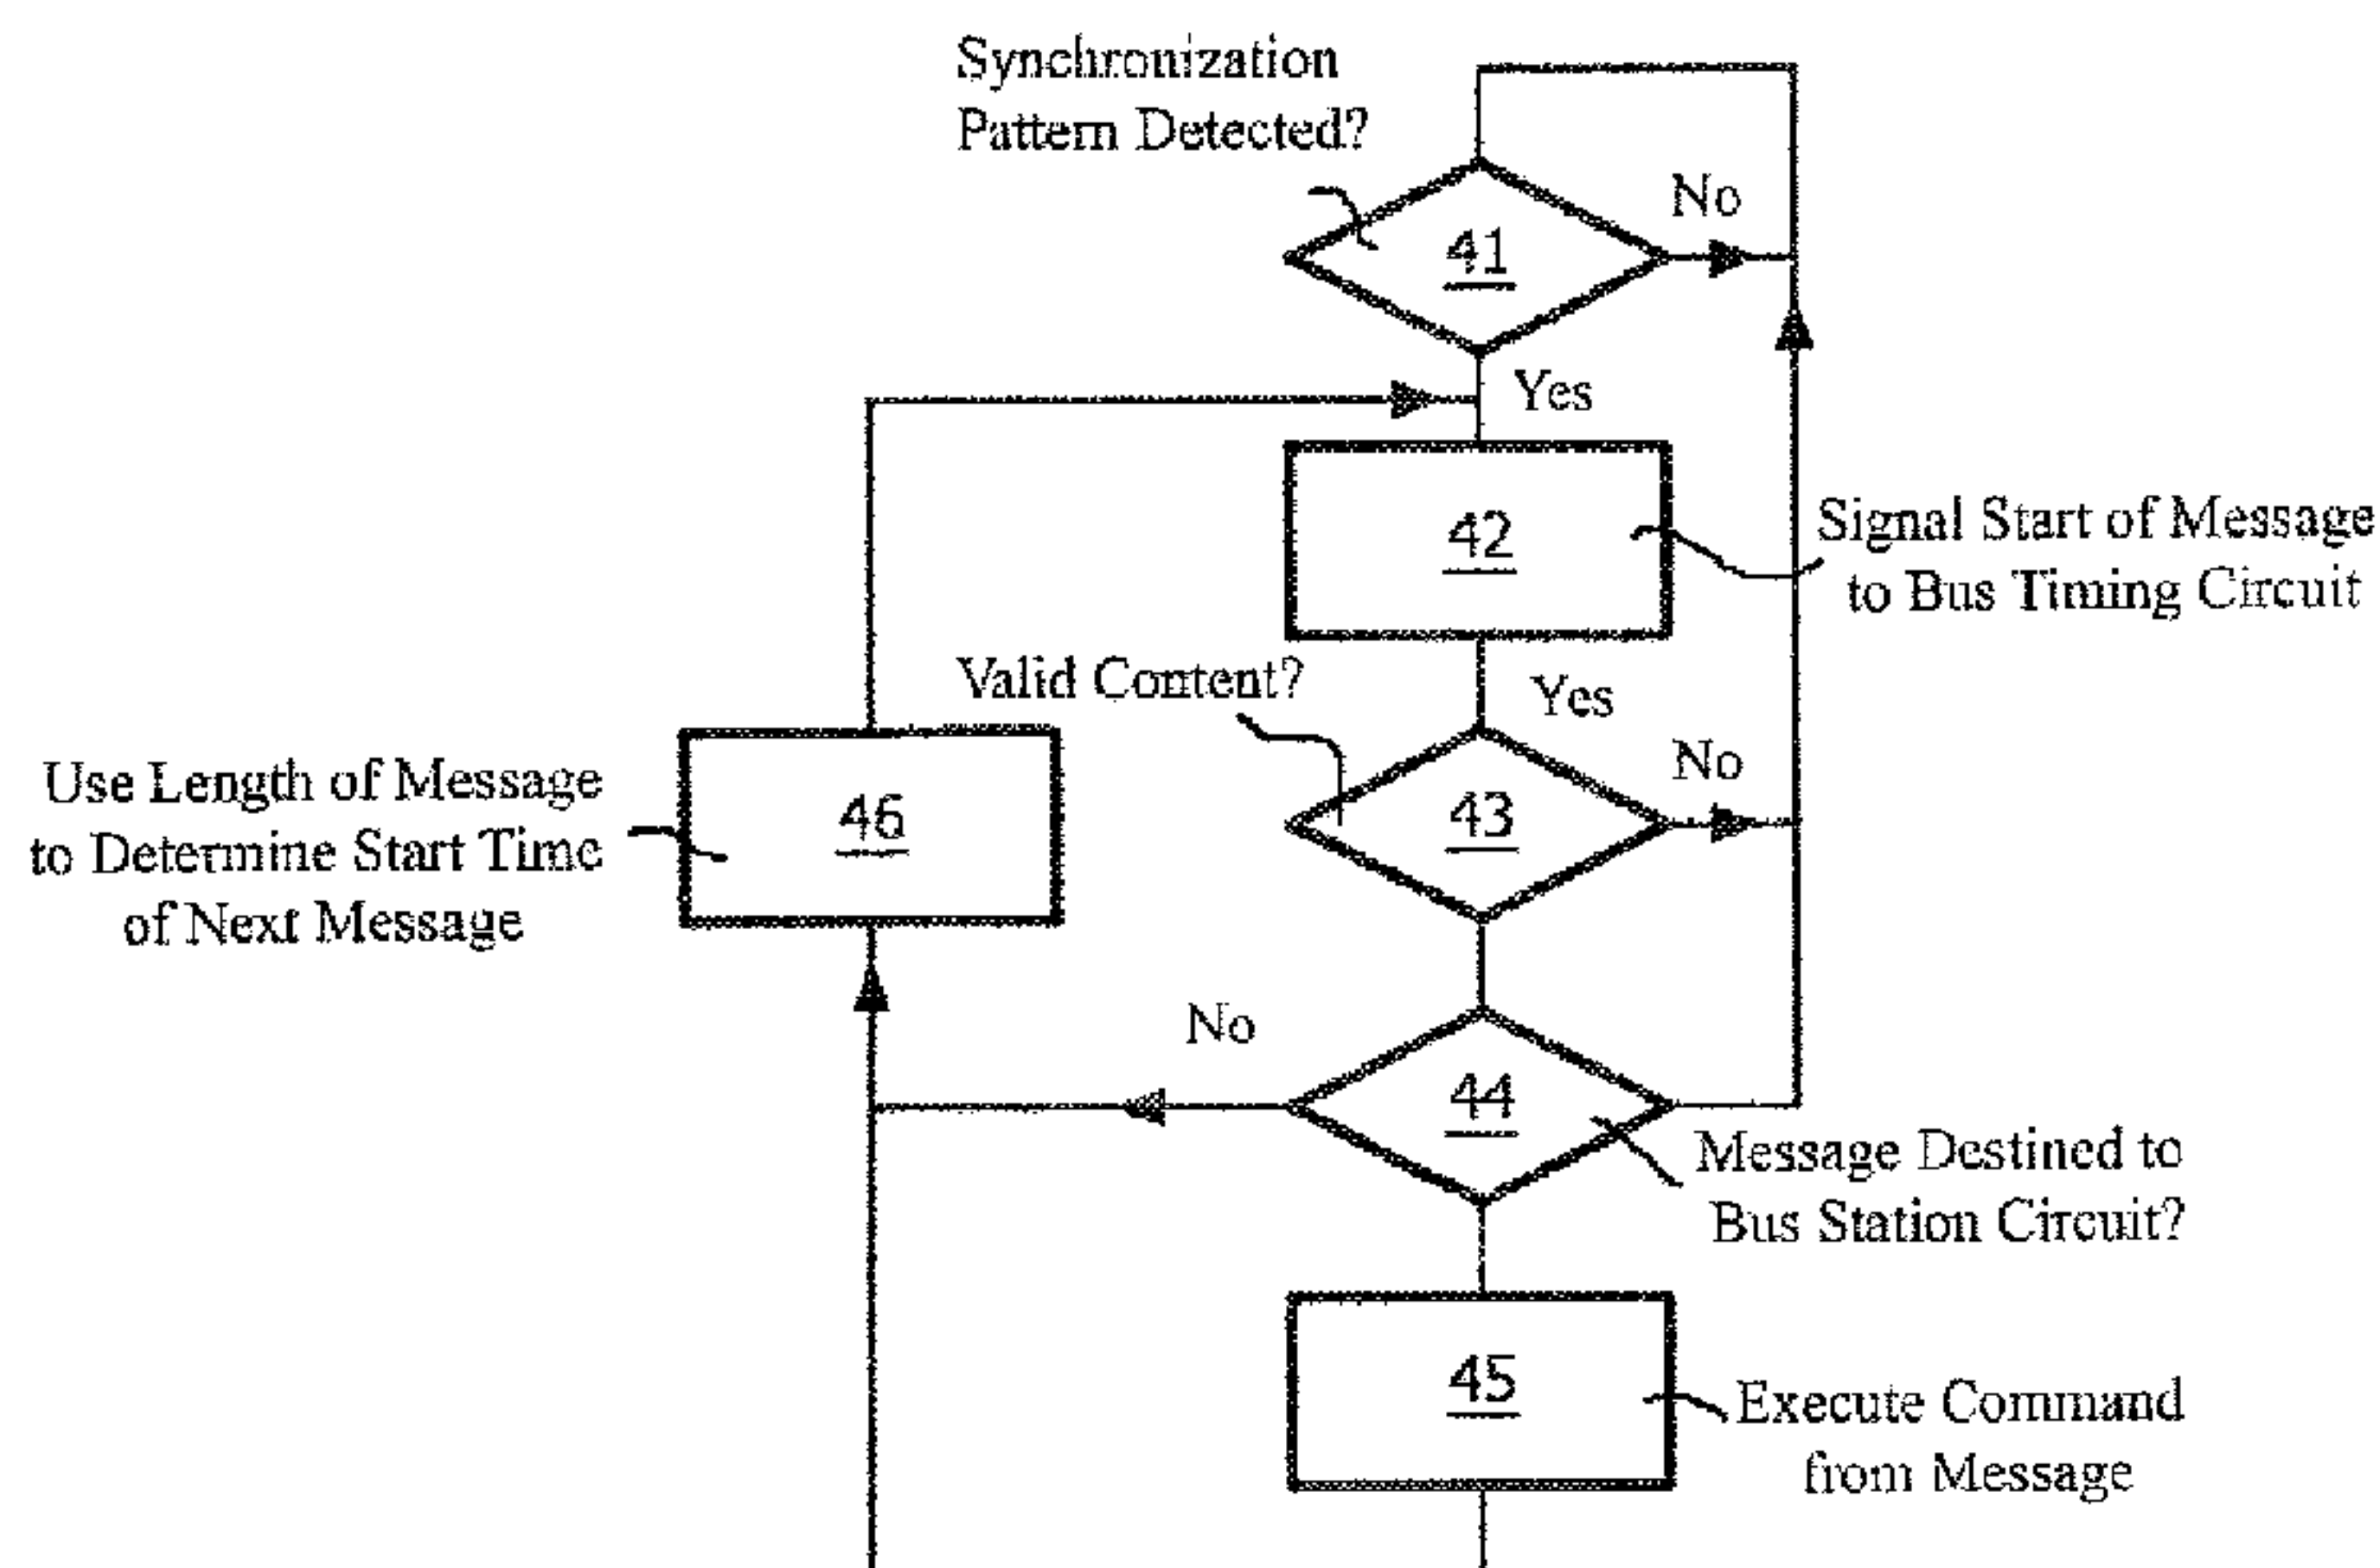 Synchronization
Pattern Detected?
No
41
Yes
42
Signal Start of Message
to Bus Timing Circuit
Valid Content?
Yes
No
43
Use Length of Message
to Determine Start Time
of Next Message
46
No
44
Message Destined to
Bus Station Circuit?
45
Execute Command
from Message